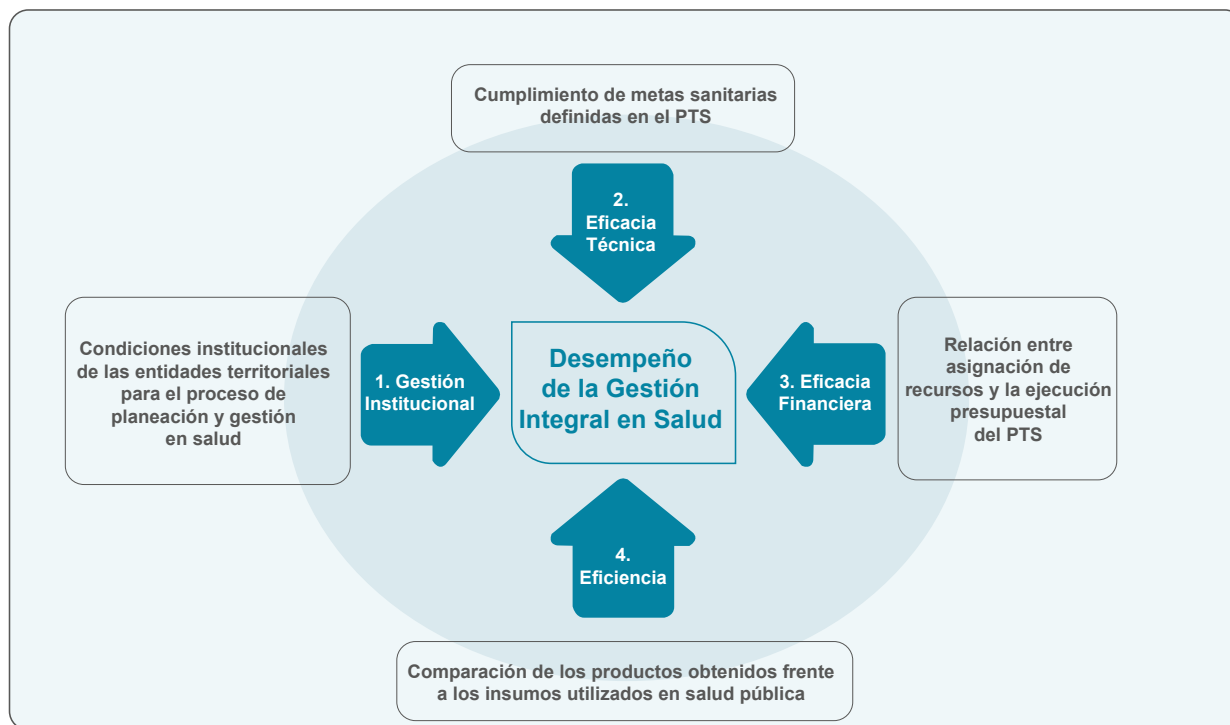 Cumplimiento de metas sanitarias
definidas en el PTS
2.
Eficacia
Técnica
Condiciones institucionales
de las entidades territoriales
para el proceso de
planeación y gestión
en salud
1. Gestión
Institucional
Desempeño
de la Gestión
Integral en Salud
3. Eficacia
Financiera
Relación entre
asignación de
recursos y la ejecución
presupuestal
del PTS
4.
Eficiencia
Comparación de los productos obtenidos frente
a los insumos utilizados en salud pública